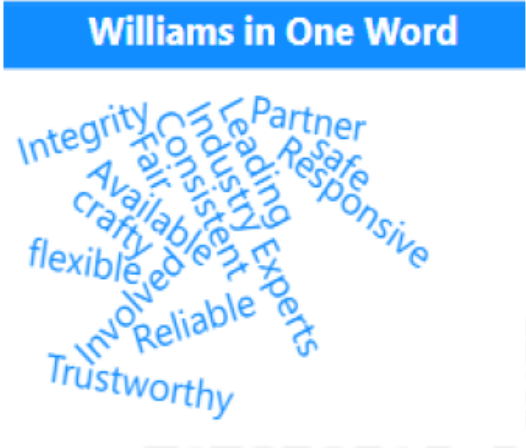 Williams in One Word
Integrity
Fair
Consistent
Industry Experts
Leading
Partner
safe
Responsive
Available
crafty
flexible
Involved
Reliable
Trustworthy